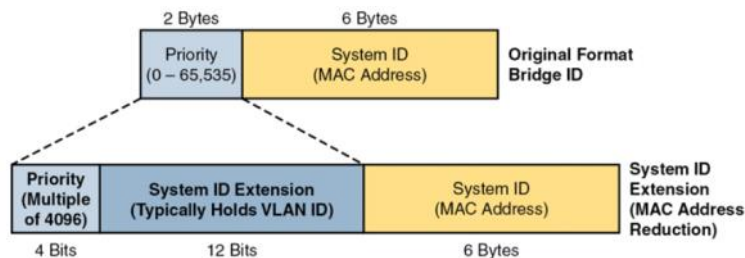 2 Bytes
6 Bytes
Priority
(0 – 65,535)
System ID
(MAC Address)
Original Format
Bridge ID
Priority
(Multiple
of 4096)
System ID Extension
(Typically Holds VLAN ID)
System ID
(MAC Address)
System ID
Extension
(MAC Address
Reduction)
4 Bits
12 Bits
6 Bytes